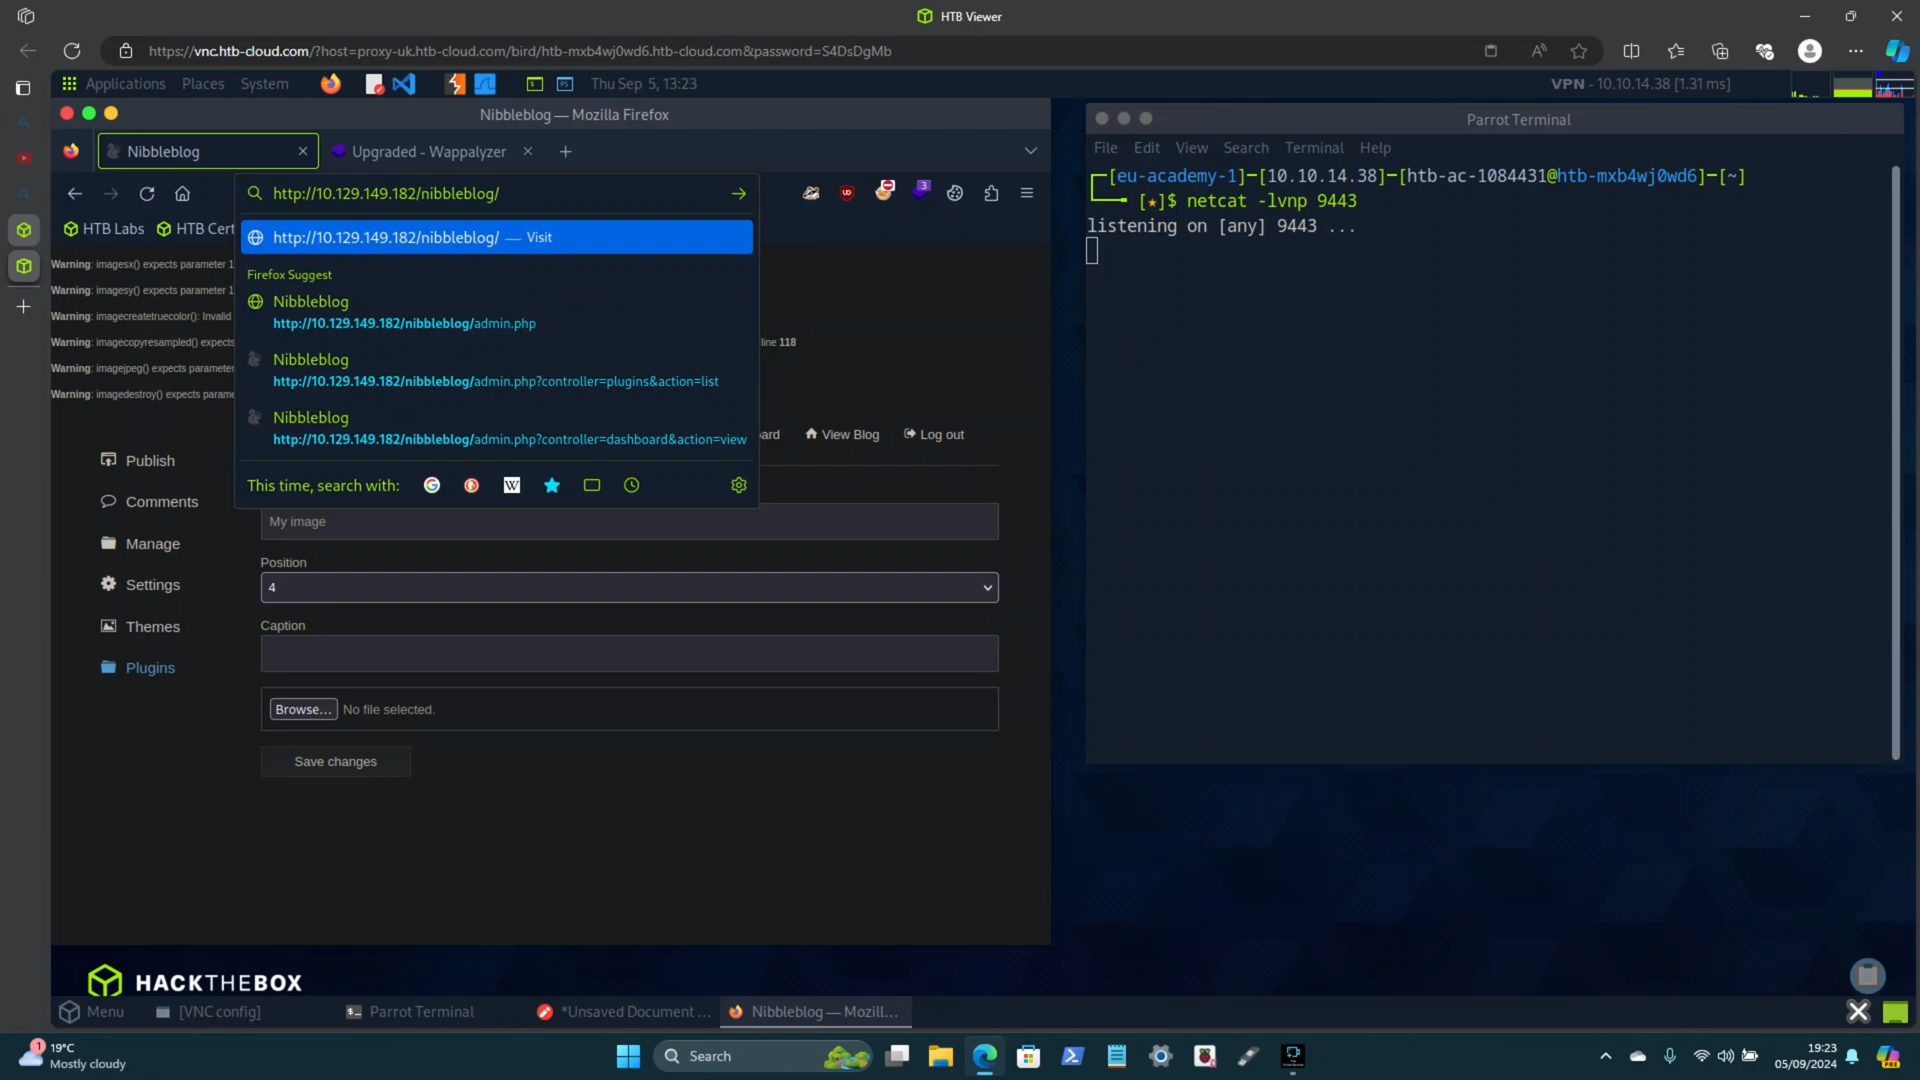 HTB Viewer
https://vnc.htb-cloud.com/?host=proxy-uk.htb-cloud.com/bird/htb-mxb4wj0wd6.htb-cloud.com&password=S4DsDgMb
Applications Places System Thu Sep 5, 13:23 VPN - 10.10.14.38 [1.31 ms]
Nibbleblog — Mozilla Firefox
Nibbleblog
Upgraded - Wappalyzer
http://10.129.149.182/nibbleblog/
3
HTB Labs HTB Cert
http://10.129.149.182/nibbleblog/ — Visit
Firefox Suggest
Nibbleblog
http://10.129.149.182/nibbleblog/admin.php
Nibbleblog
http://10.129.149.182/nibbleblog/admin.php?controller=plugins&action=list
Nibbleblog
http://10.129.149.182/nibbleblog/admin.php?controller=dashboard&action=view
This time, search with:
Warning: imagesx() expects parameter 1
Warning: imagesy() expects parameter 1
Warning: imagecreatetruecolor(): Invalid
Warning: imagecopyresampled() expects
line 118
Warning: imagejpeg() expects parameter
Warning: imagedestroy() expects parame
ard View Blog Log out
Publish
Comments
Manage
Settings
Themes
Plugins
My image
Position
4
Caption
Browse... No file selected.
Save changes
Parrot Terminal
File Edit View Search Terminal Help
┌─[eu-academy-1]─[10.10.14.38]─[htb-ac-1084431@htb-mxb4wj0wd6]─[~]
└──╼ [★]$ netcat -lvnp 9443
listening on [any] 9443 ...
HACKTHEBOX
Menu [VNC config] Parrot Terminal *Unsaved Document ... Nibbleblog — Mozill...
1
19°C
Mostly cloudy
Search
19:23
05/09/2024
PRE